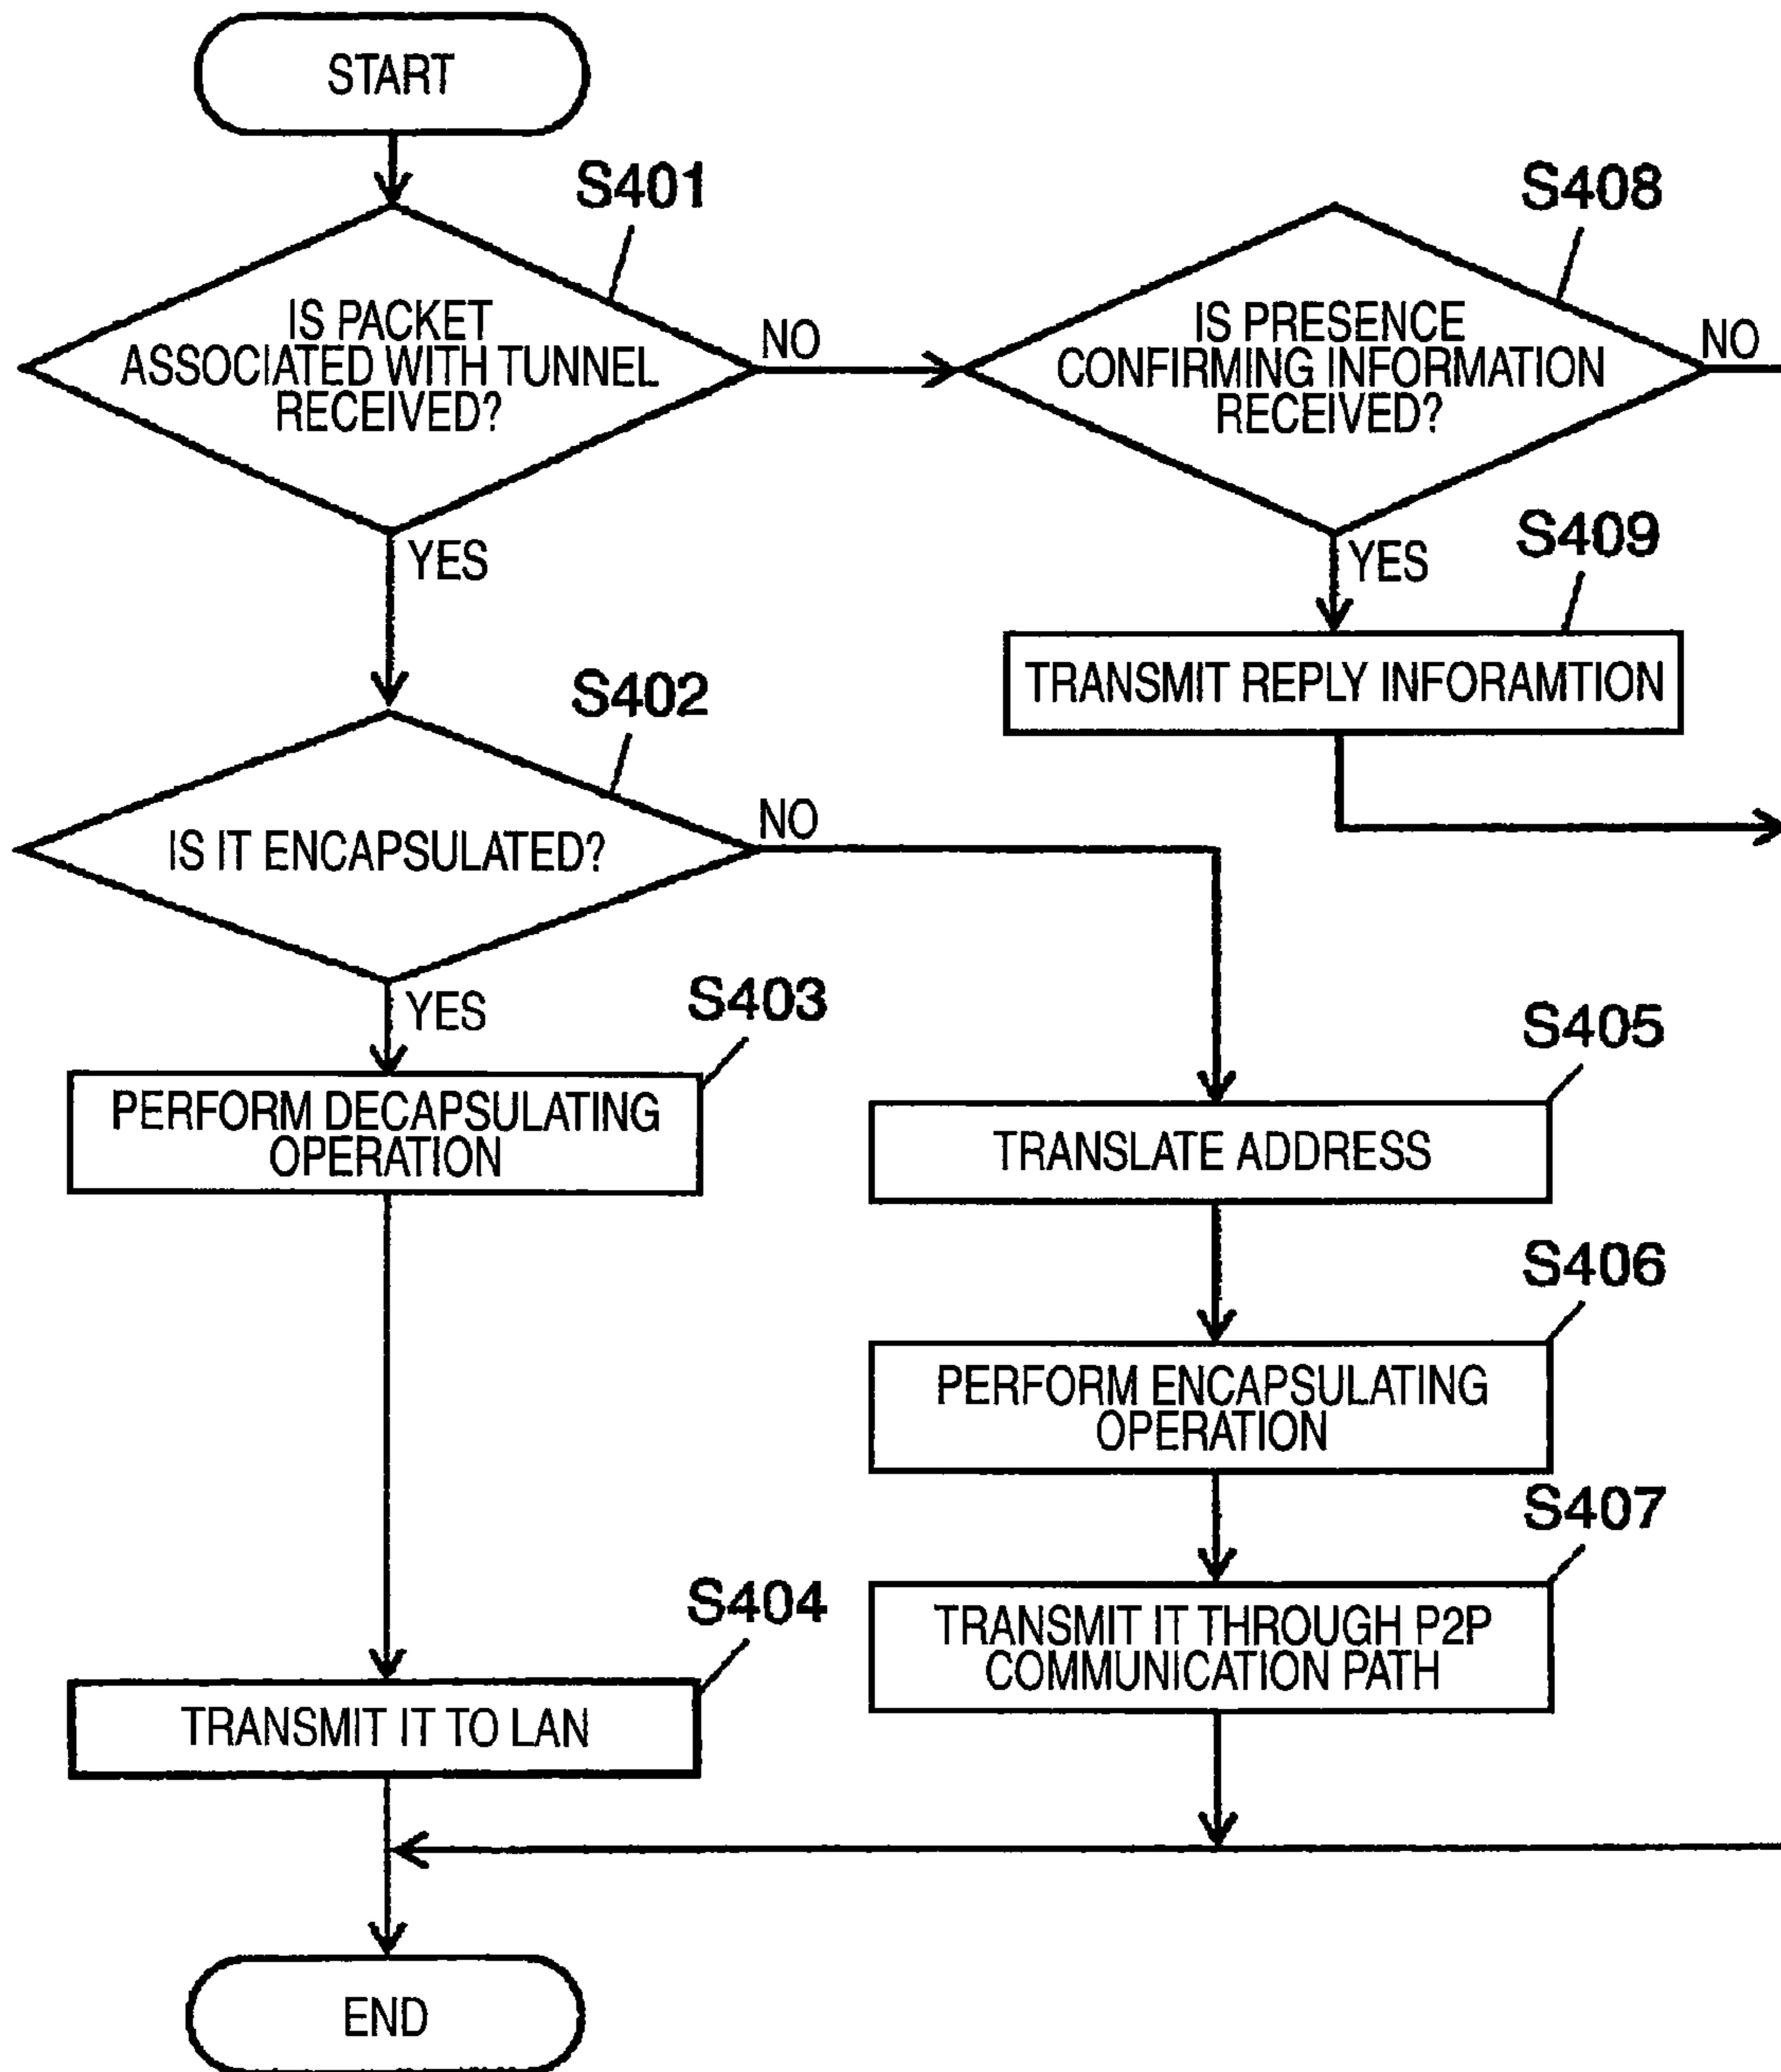 START
S401
IS PACKET
ASSOCIATED WITH TUNNEL
RECEIVED?
NO
YES
S408
IS PRESENCE
CONFIRMING INFORMATION
RECEIVED?
NO
YES
S409
TRANSMIT REPLY INFORAMTION
S402
IS IT ENCAPSULATED?
NO
YES
S403
PERFORM DECAPSULATING
OPERATION
S405
TRANSLATE ADDRESS
S406
PERFORM ENCAPSULATING
OPERATION
S407
TRANSMIT IT THROUGH P2P
COMMUNICATION PATH
S404
TRANSMIT IT TO LAN
END